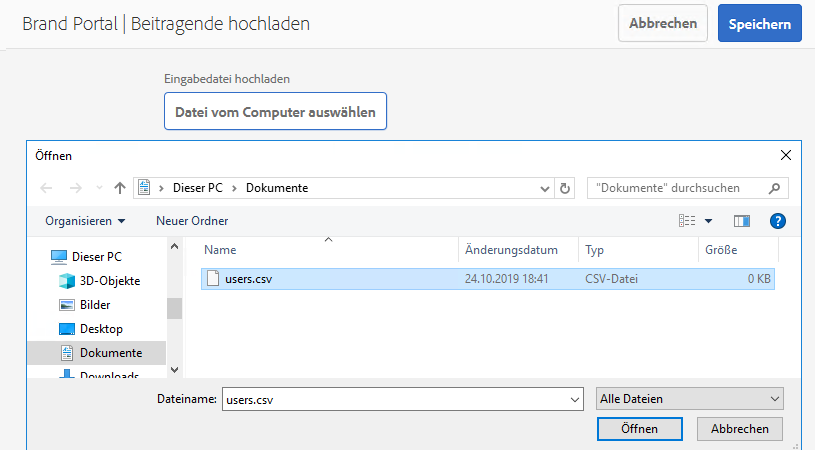 Brand Portal | Beitragende hochladen
Abbrechen
Speichern
Eingabedatei hochladen
Datei vom Computer auswählen
Öffnen
Dieser PC > Dokumente
"Dokumente" durchsuchen
Organisieren
Neuer Ordner
?
Name Änderungsdatum Typ Größe
users.csv 24.10.2019 18:41 CSV-Datei 0 KB
Dieser PC
3D-Objekte
Bilder
Desktop
Dokumente
Downloads
Dateiname: users.csv
Alle Dateien
Öffnen
Abbrechen